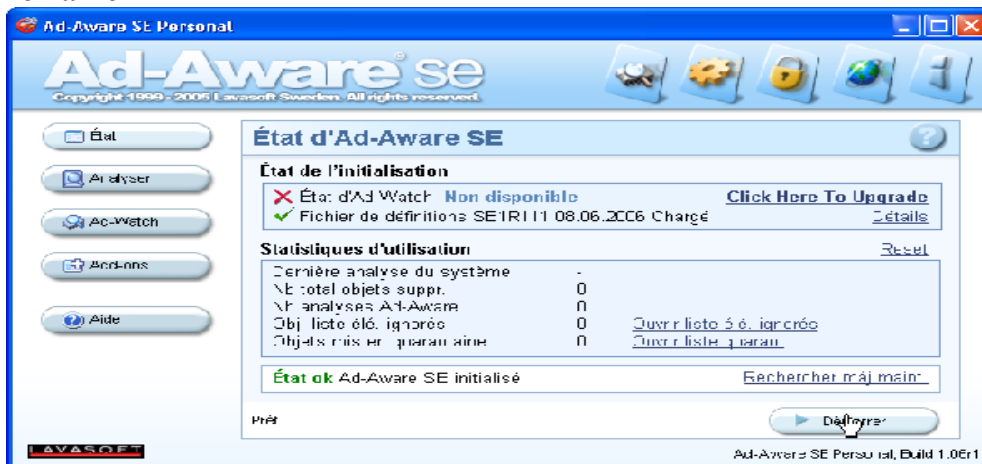 Ad-Aware SE Personal
Ad-Aware SE
Copyright 1999-2005 Lavasoft Sweden. All rights reserved.
État
État d'Ad-Aware SE
Analyser
Ad-Watch
Add-ons
Aide
État de l'initialisation
État d'Ad-Watch Non disponible Click Here To Upgrade
Fichier de définitions 08.06.2006 Chargé Détails
Statistiques d'utilisation Reset
Dernière analyse du système -
Nb total objets suppr. 0
Nb analyses Ad-Aware 0
Obj. liste élé. ignorés 0 Ouvrir liste élé. ignorés
Objets mis en quarantaine 0 Ouvrir liste quaran.
État ok Ad-Aware SE initialisé Rechercher màj maint.
Prêt Démarrer
LAVASOFT Ad-Aware SE Personal, Build 1.06r1